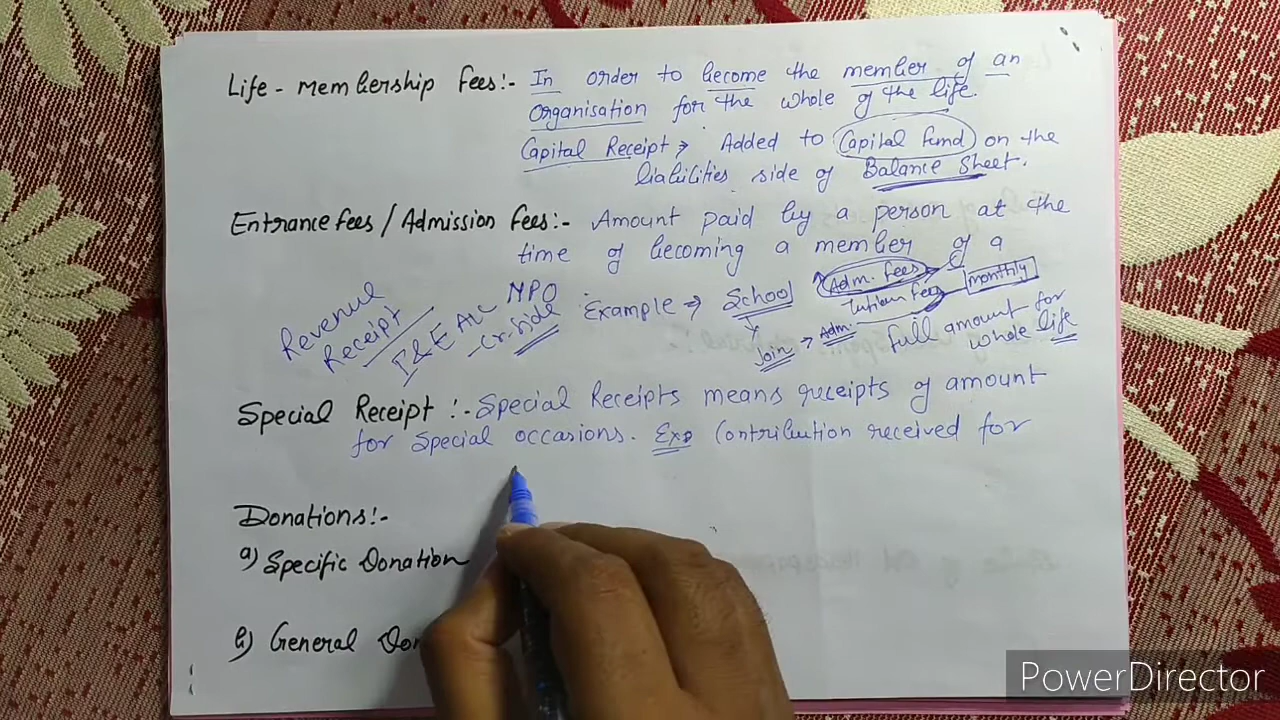 Life - membership fees:- In order to become the member of an
Organisation for the whole of the life.
Capital Receipt → Added to Capital fund on the
liabilities side of Balance Sheet.
Entrance fees / Admission fees:- Amount paid by a person at the
time of becoming a member of a
NPO Example → School Adm. fees Tution fees monthly
Join → Adm. full amount for
whole life
Revenue
Receipt
I & E A/c
- Cr. Side
Special Receipt :- Special Receipts means receipts of amount
for special occasions. Ex→ Contribution received for
Donations:-
a) Specific Donation
b) General Don
PowerDirector